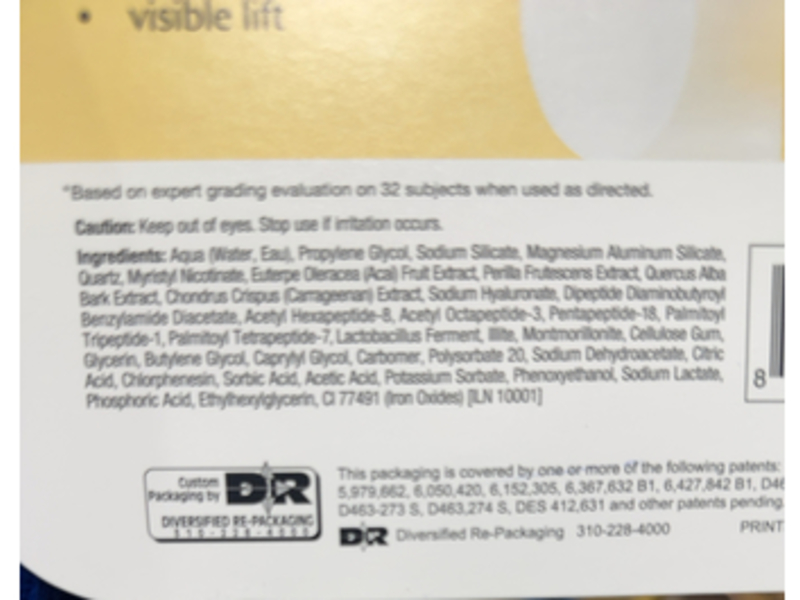 • visible lift
*Based on expert grading evaluation on 32 subjects when used as directed.
Caution: Keep out of eyes. Stop use if irritation occurs.
Ingredients: Aqua (Water, Eau), Propylene Glycol, Sodium Silicate, Magnesium Aluminum Silicate,
Quartz, Myristyl Nicotinate, Euterpe Oleracea (Acai) Fruit Extract, Perilla Frutescens Extract, Quercus Alba
Bark Extract, Chondrus Crispus (Carrageenan) Extract, Sodium Hyaluronate, Dipeptide Diaminobutyroyl
Benzylamide Diacetate, Acetyl Hexapeptide-8, Acetyl Octapeptide-3, Pentapeptide-18, Palmitoyl
Tripeptide-1, Palmitoyl Tetrapeptide-7, Lactobacillus Ferment, Illite, Montmorillonite, Cellulose Gum,
Glycerin, Butylene Glycol, Caprylyl Glycol, Carbomer, Polysorbate 20, Sodium Dehydroacetate, Citric
Acid, Chlorphenesin, Sorbic Acid, Acetic Acid, Potassium Sorbate, Phenoxyethanol, Sodium Lactate,
Phosphoric Acid, Ethylhexylglycerin, CI 77491 (Iron Oxides) [ILN 10001]
8
Custom
Packaging by DR
DIVERSIFIED RE-PACKAGING
310-228-4000
This packaging is covered by one or more of the following patents:
5,979,662, 6,050,420, 6,152,305, 6,367,632 B1, 6,427,842 B1, D46
D463-273 S, D463,274 S, DES 412,631 and other patents pending.
DR Diversified Re-Packaging 310-228-4000 PRINT